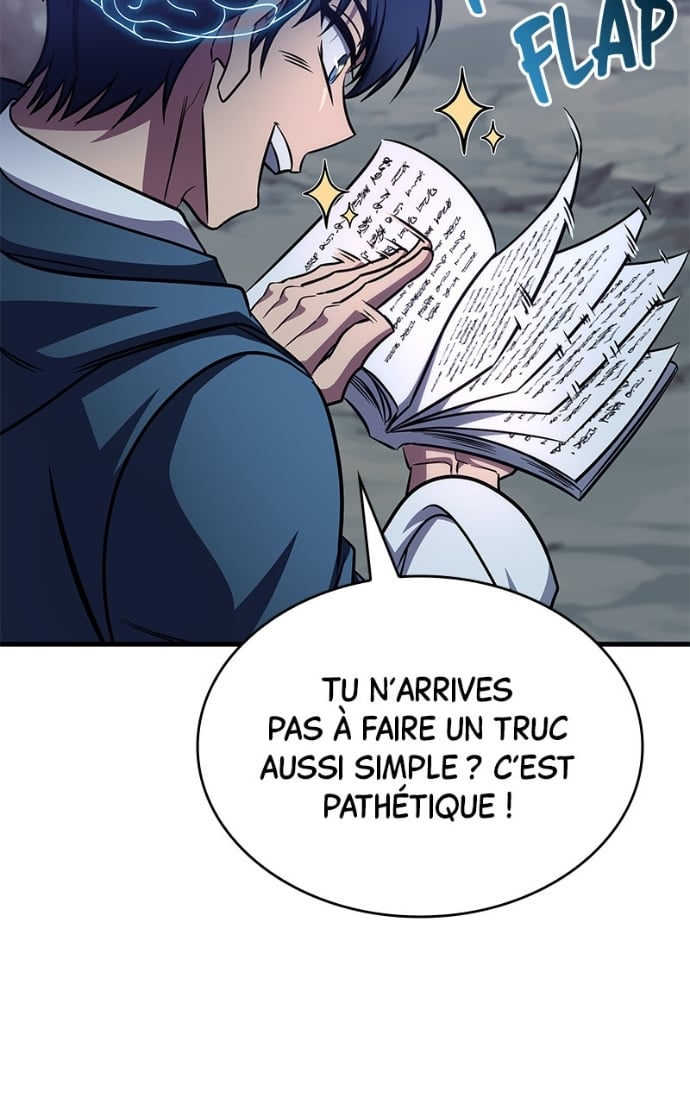 FLAP
TU N'ARRIVES
PAS À FAIRE UN TRUC
AUSSI SIMPLE ? C'EST
PATHÉTIQUE !